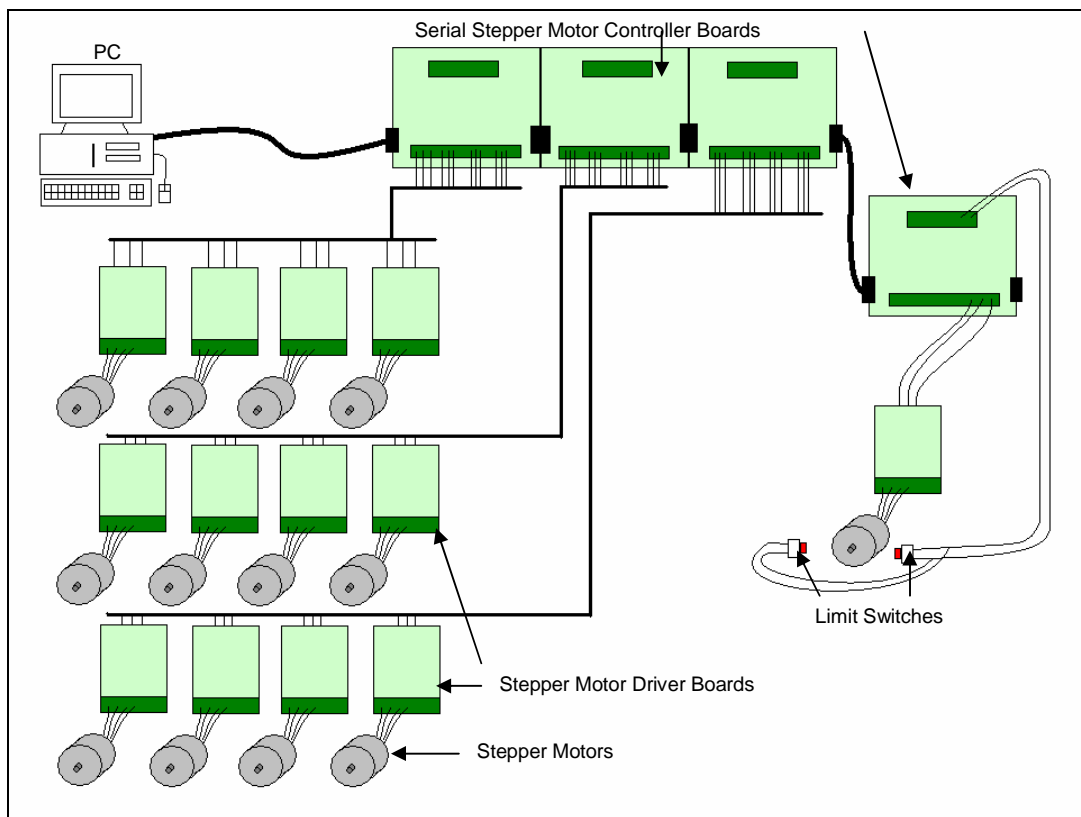 Serial Stepper Motor Controller Boards
PC
Limit Switches
Stepper Motor Driver Boards
Stepper Motors